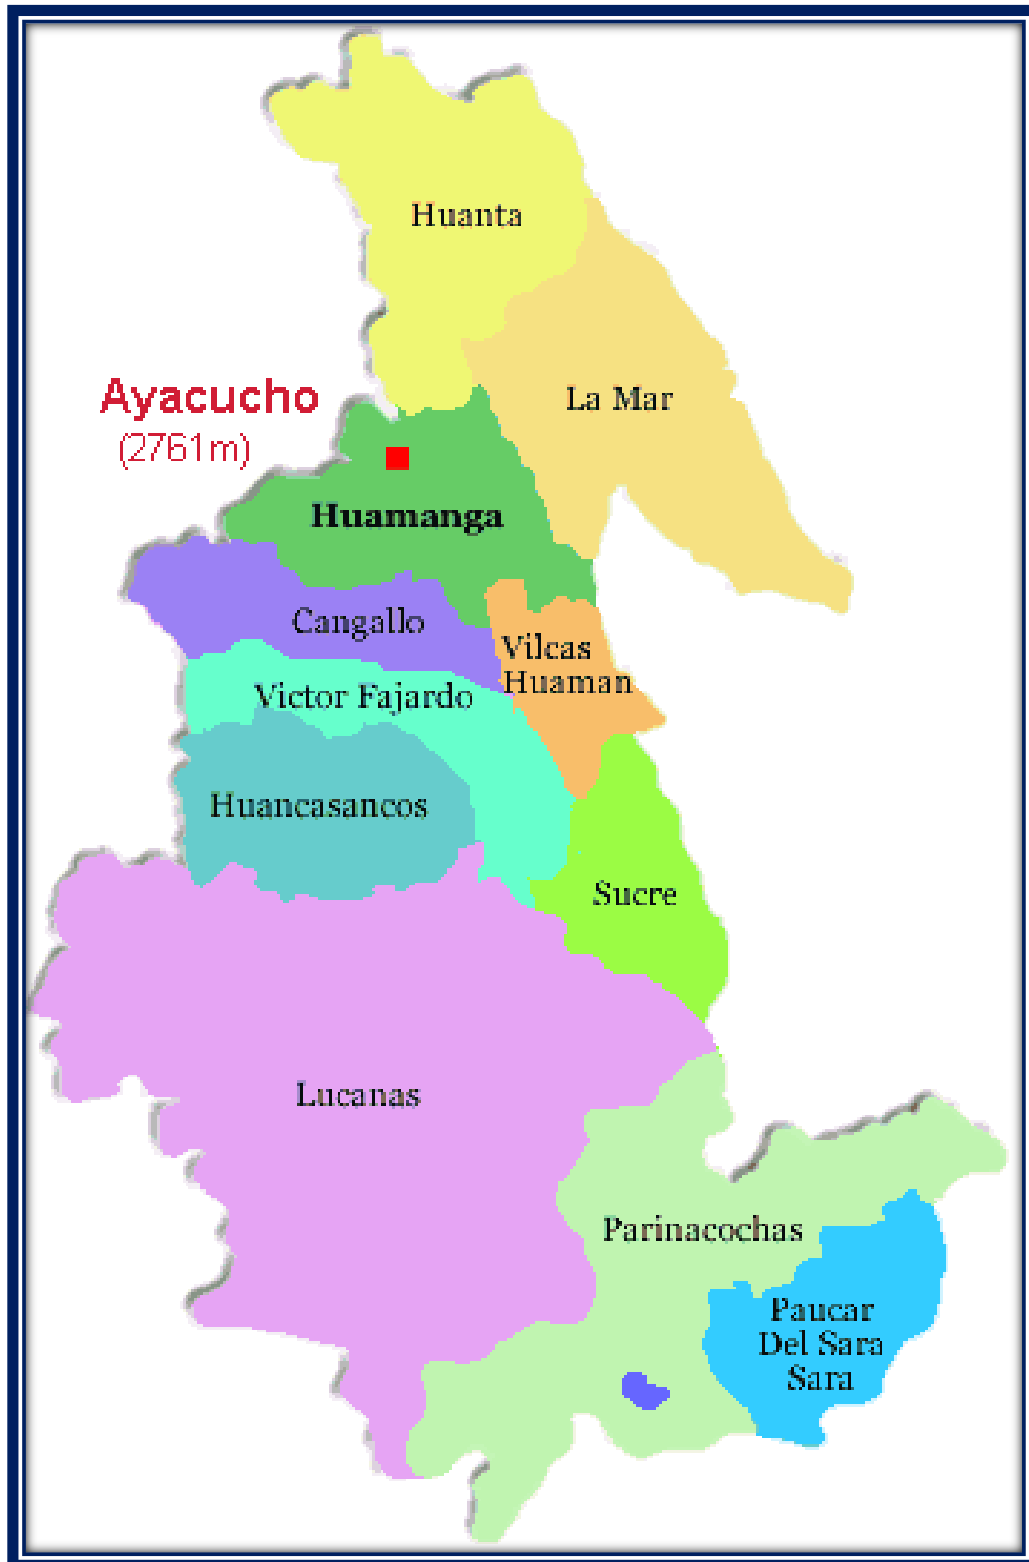 Huanta
La Mar
Ayacucho
(2761m)
Huamanga
Cangallo
Vilcas
Huaman
Victor Fajardo
Huancasancos
Sucre
Lucanas
Parinacochas
Paucar
Del Sara
Sara